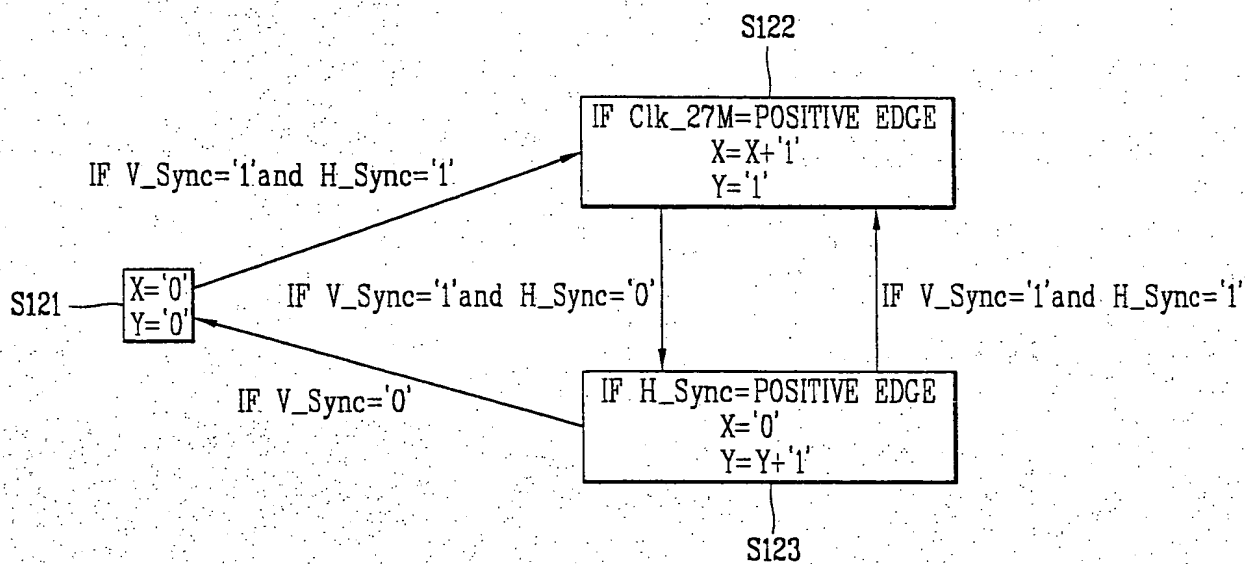 S122
IF Clk_27M=POSITIVE EDGE
X=X+'1'
Y='1'
IF V_Sync='1'and H_Sync='1'
S121
X='0'
Y='0'
IF V_Sync='1'and H_Sync='0'
IF V_Sync='1'and H_Sync='1'
IF V_Sync='0'
IF H_Sync=POSITIVE EDGE
X='0'
Y=Y+'1'
S123